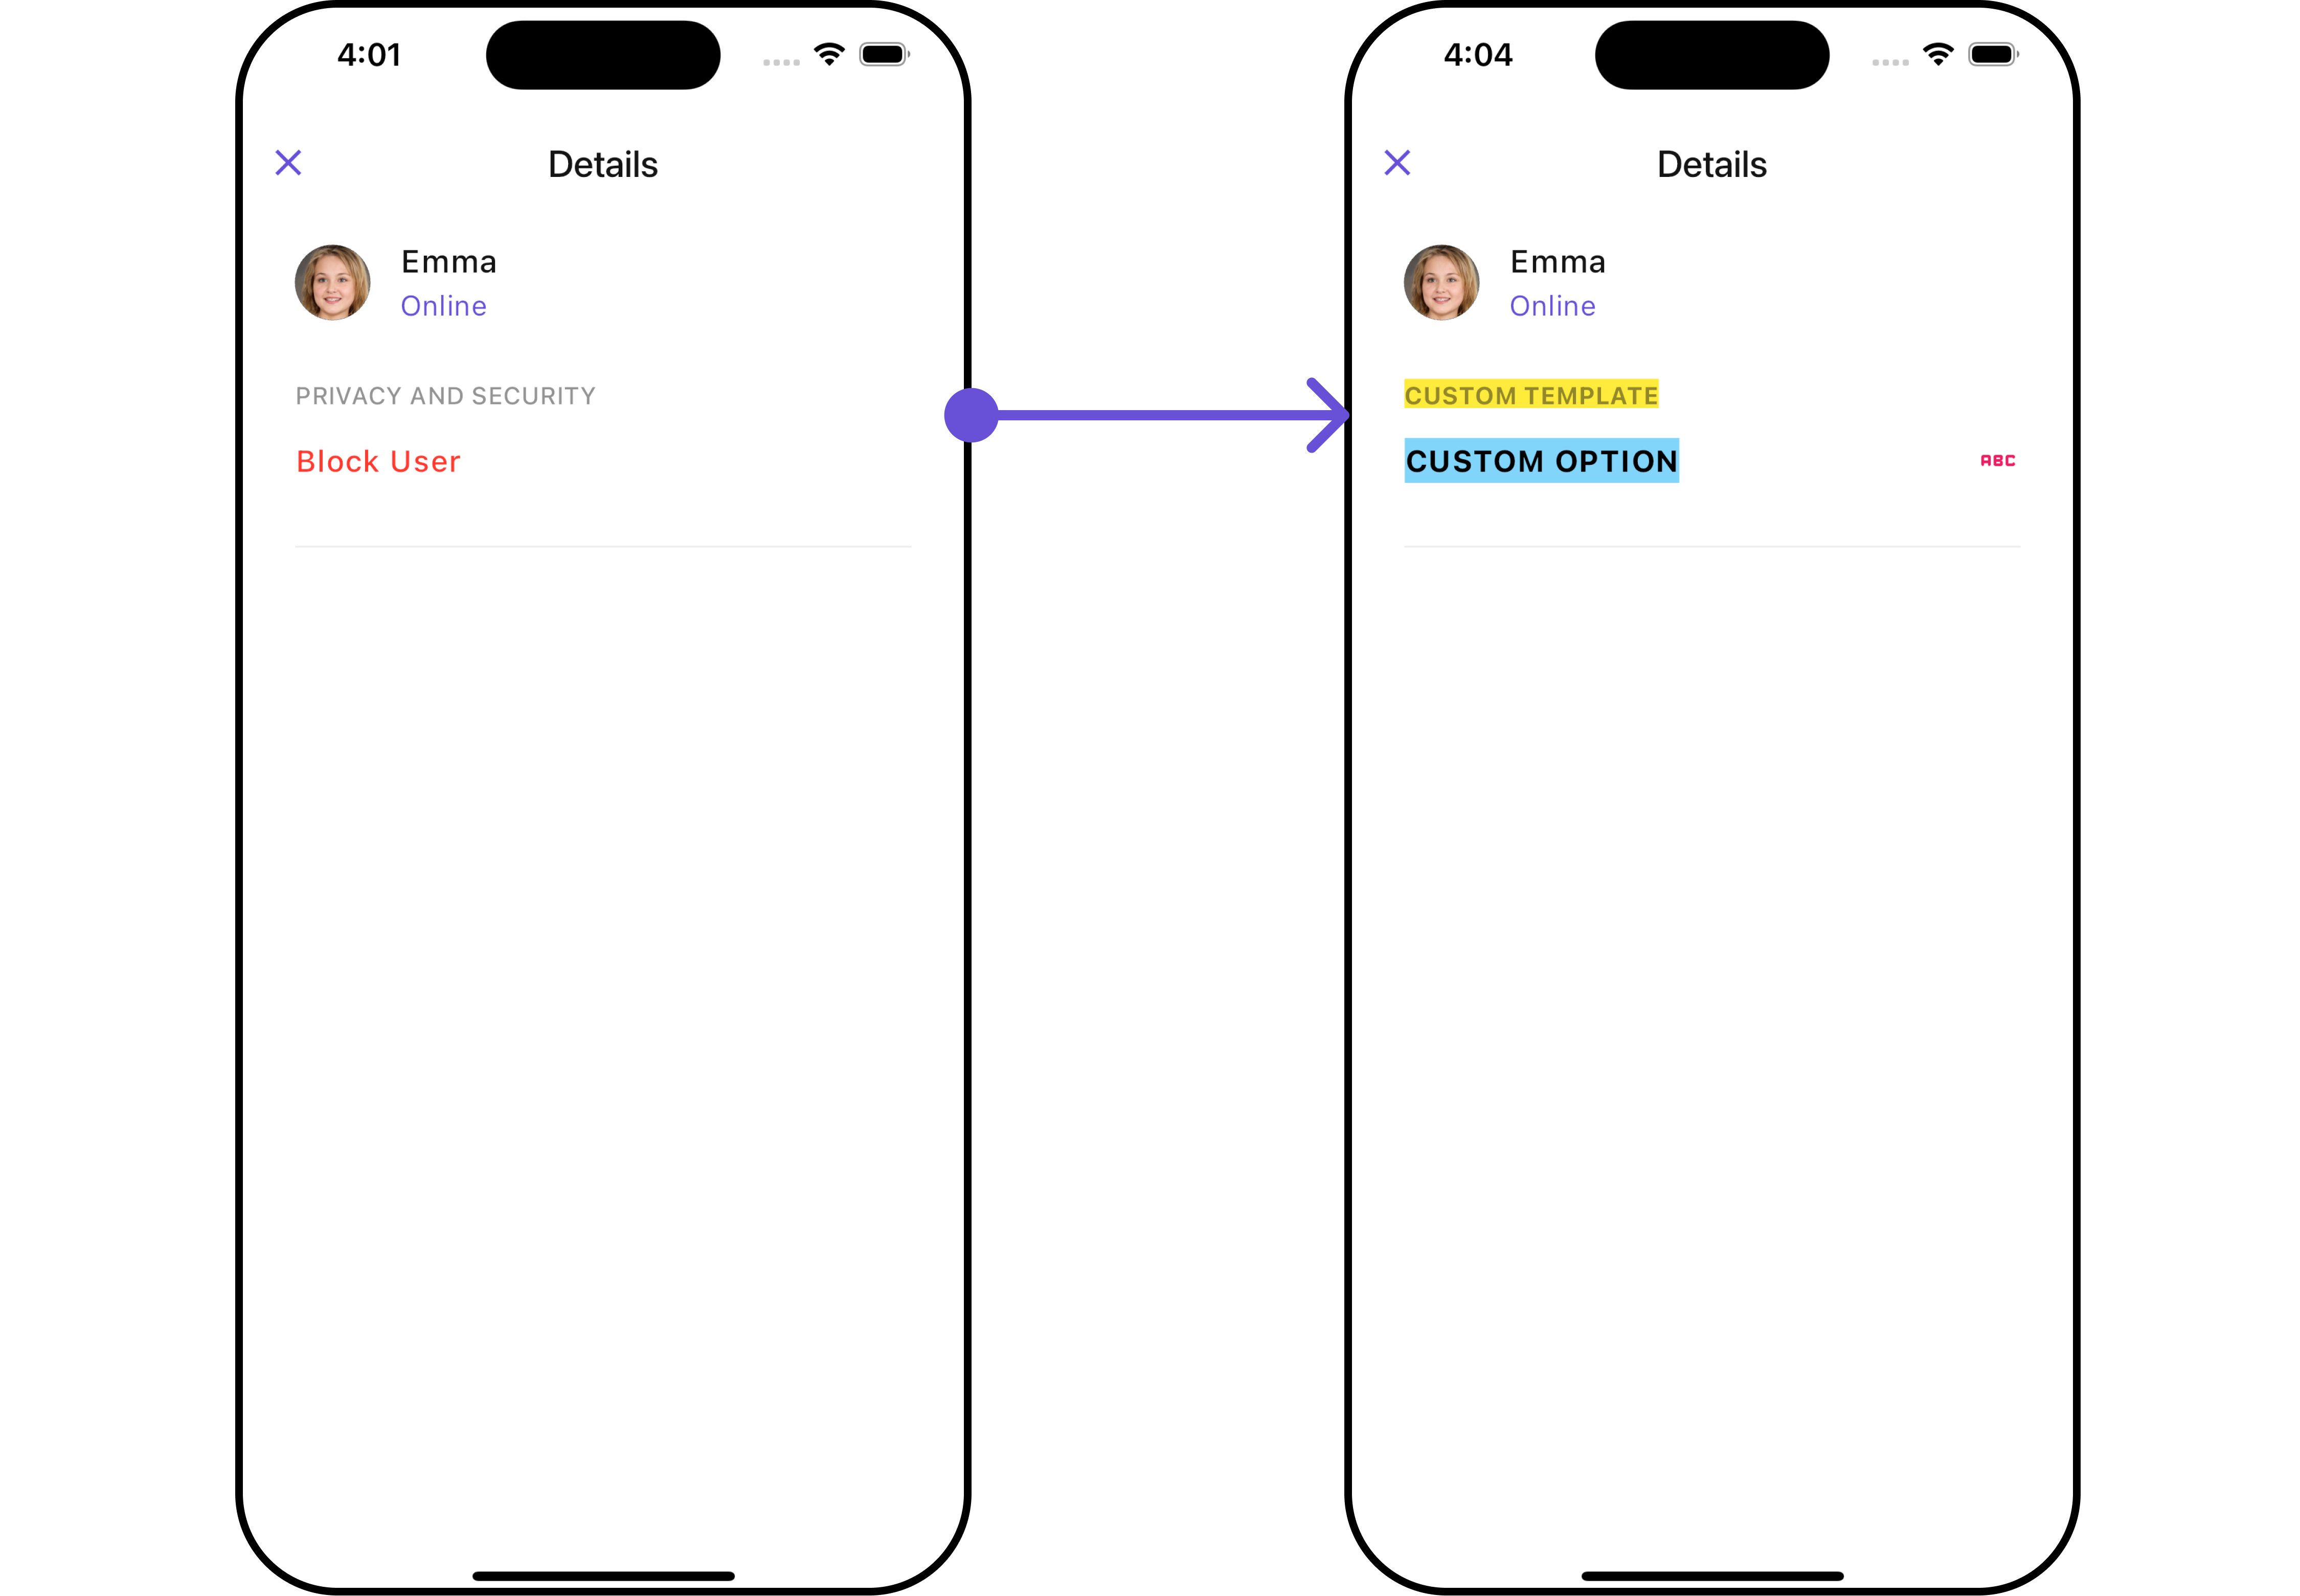 4:01
Details
Emma
Online
PRIVACY AND SECURITY
Block User
4:04
Details
Emma
Online
CUSTOM TEMPLATE
CUSTOM OPTION
ABC